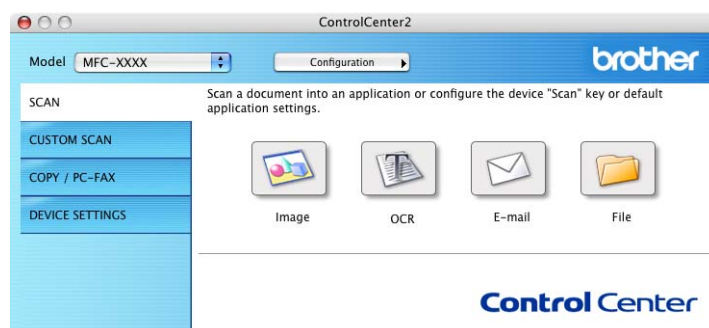 ControlCenter2
Model MFC-XXXX Configuration brother
SCAN
Scan a document into an application or configure the device "Scan" key or default
application settings.
CUSTOM SCAN
COPY / PC-FAX
DEVICE SETTINGS
Image OCR E-mail File
Control Center